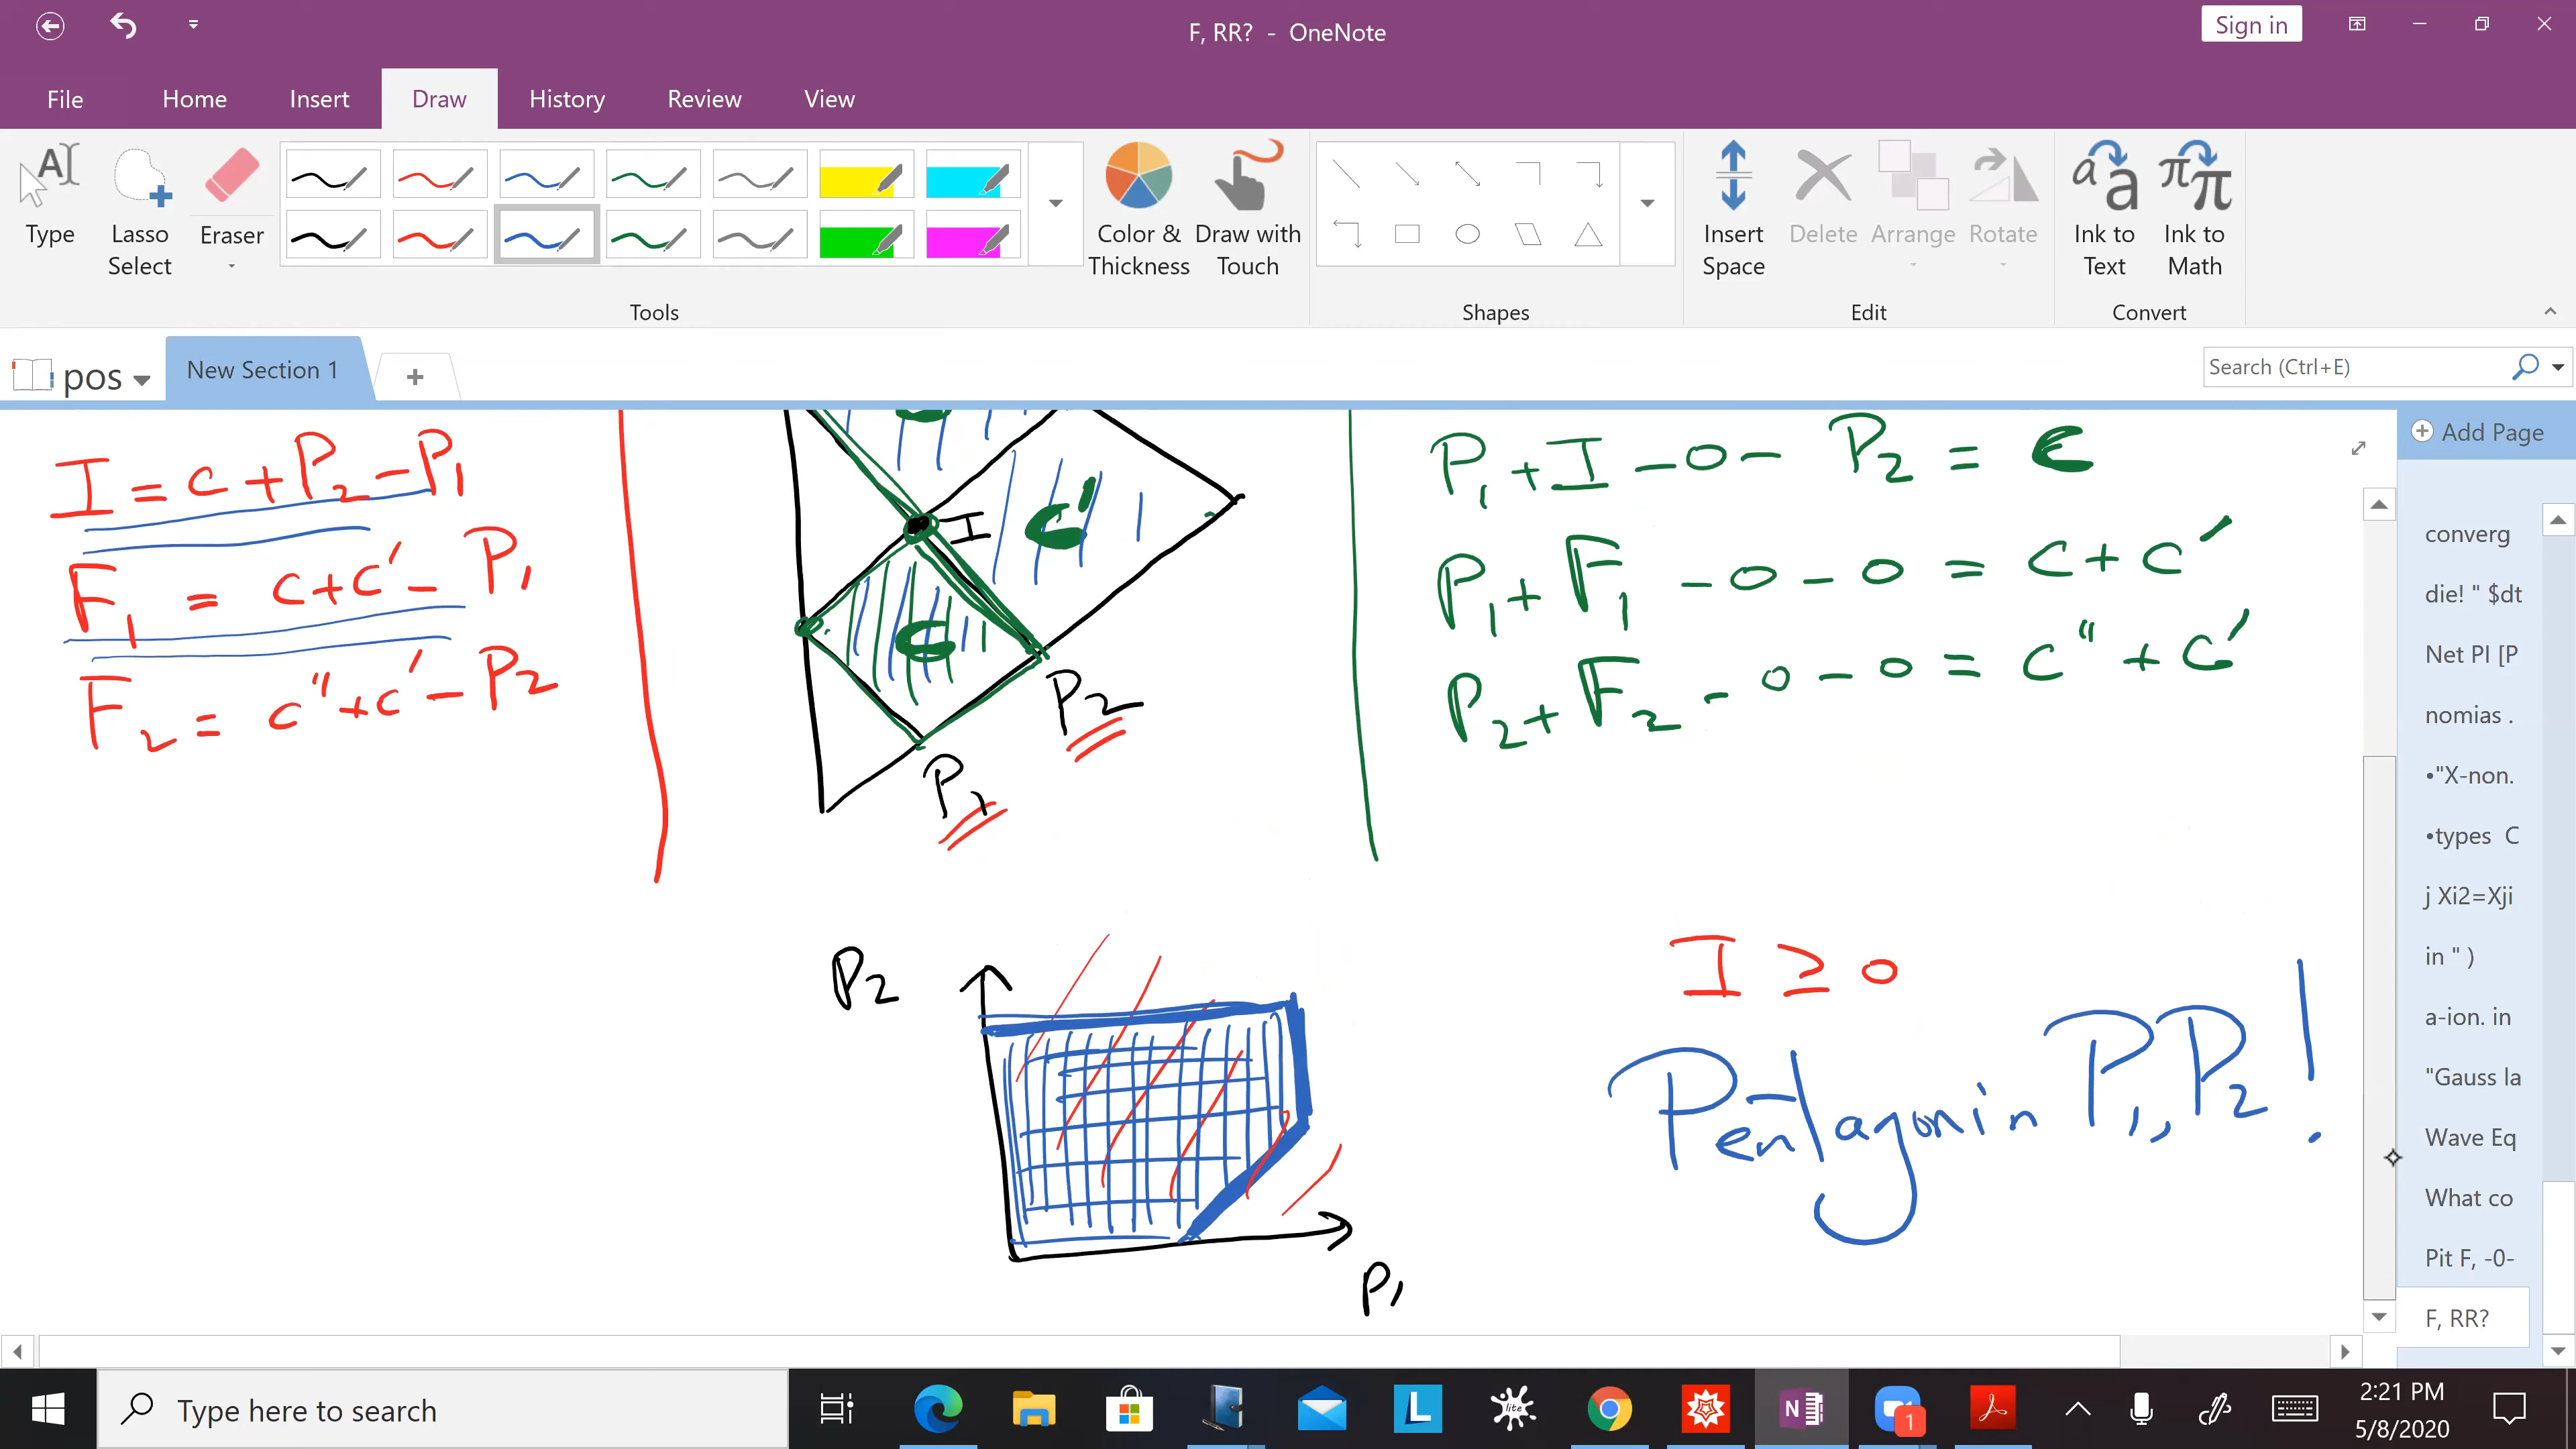 F, RR? - OneNote
Sign in
File Home Insert Draw History Review View
Type
Lasso Select
Eraser
Color & Thickness
Draw with Touch
Insert Space
Delete
Arrange
Rotate
Ink to Text
Ink to Math
Tools
Shapes
Edit
Convert
pos
New Section 1
+
Search (Ctrl+E)
I = c + P2 - P1
F1 = c + c' - P1
F2 = c'' + c' - P2
I
c'
c
P2
P1
P1 + I - 0 - P2 = c
P1 + F1 - 0 - 0 = c + c'
P2 + F2 - 0 - 0 = c'' + c'
P2
P1
I ≥ 0
Pentagon in P1, P2 !
Add Page
converg
die! " $dt
Net PI [P
nomias .
•"X-non.
•types C
j Xi2=Xji
in " )
a-ion. in
"Gauss la
Wave Eq
What co
Pit F, -0-
F, RR?
Type here to search
L
lite
N
1
2:21 PM
5/8/2020